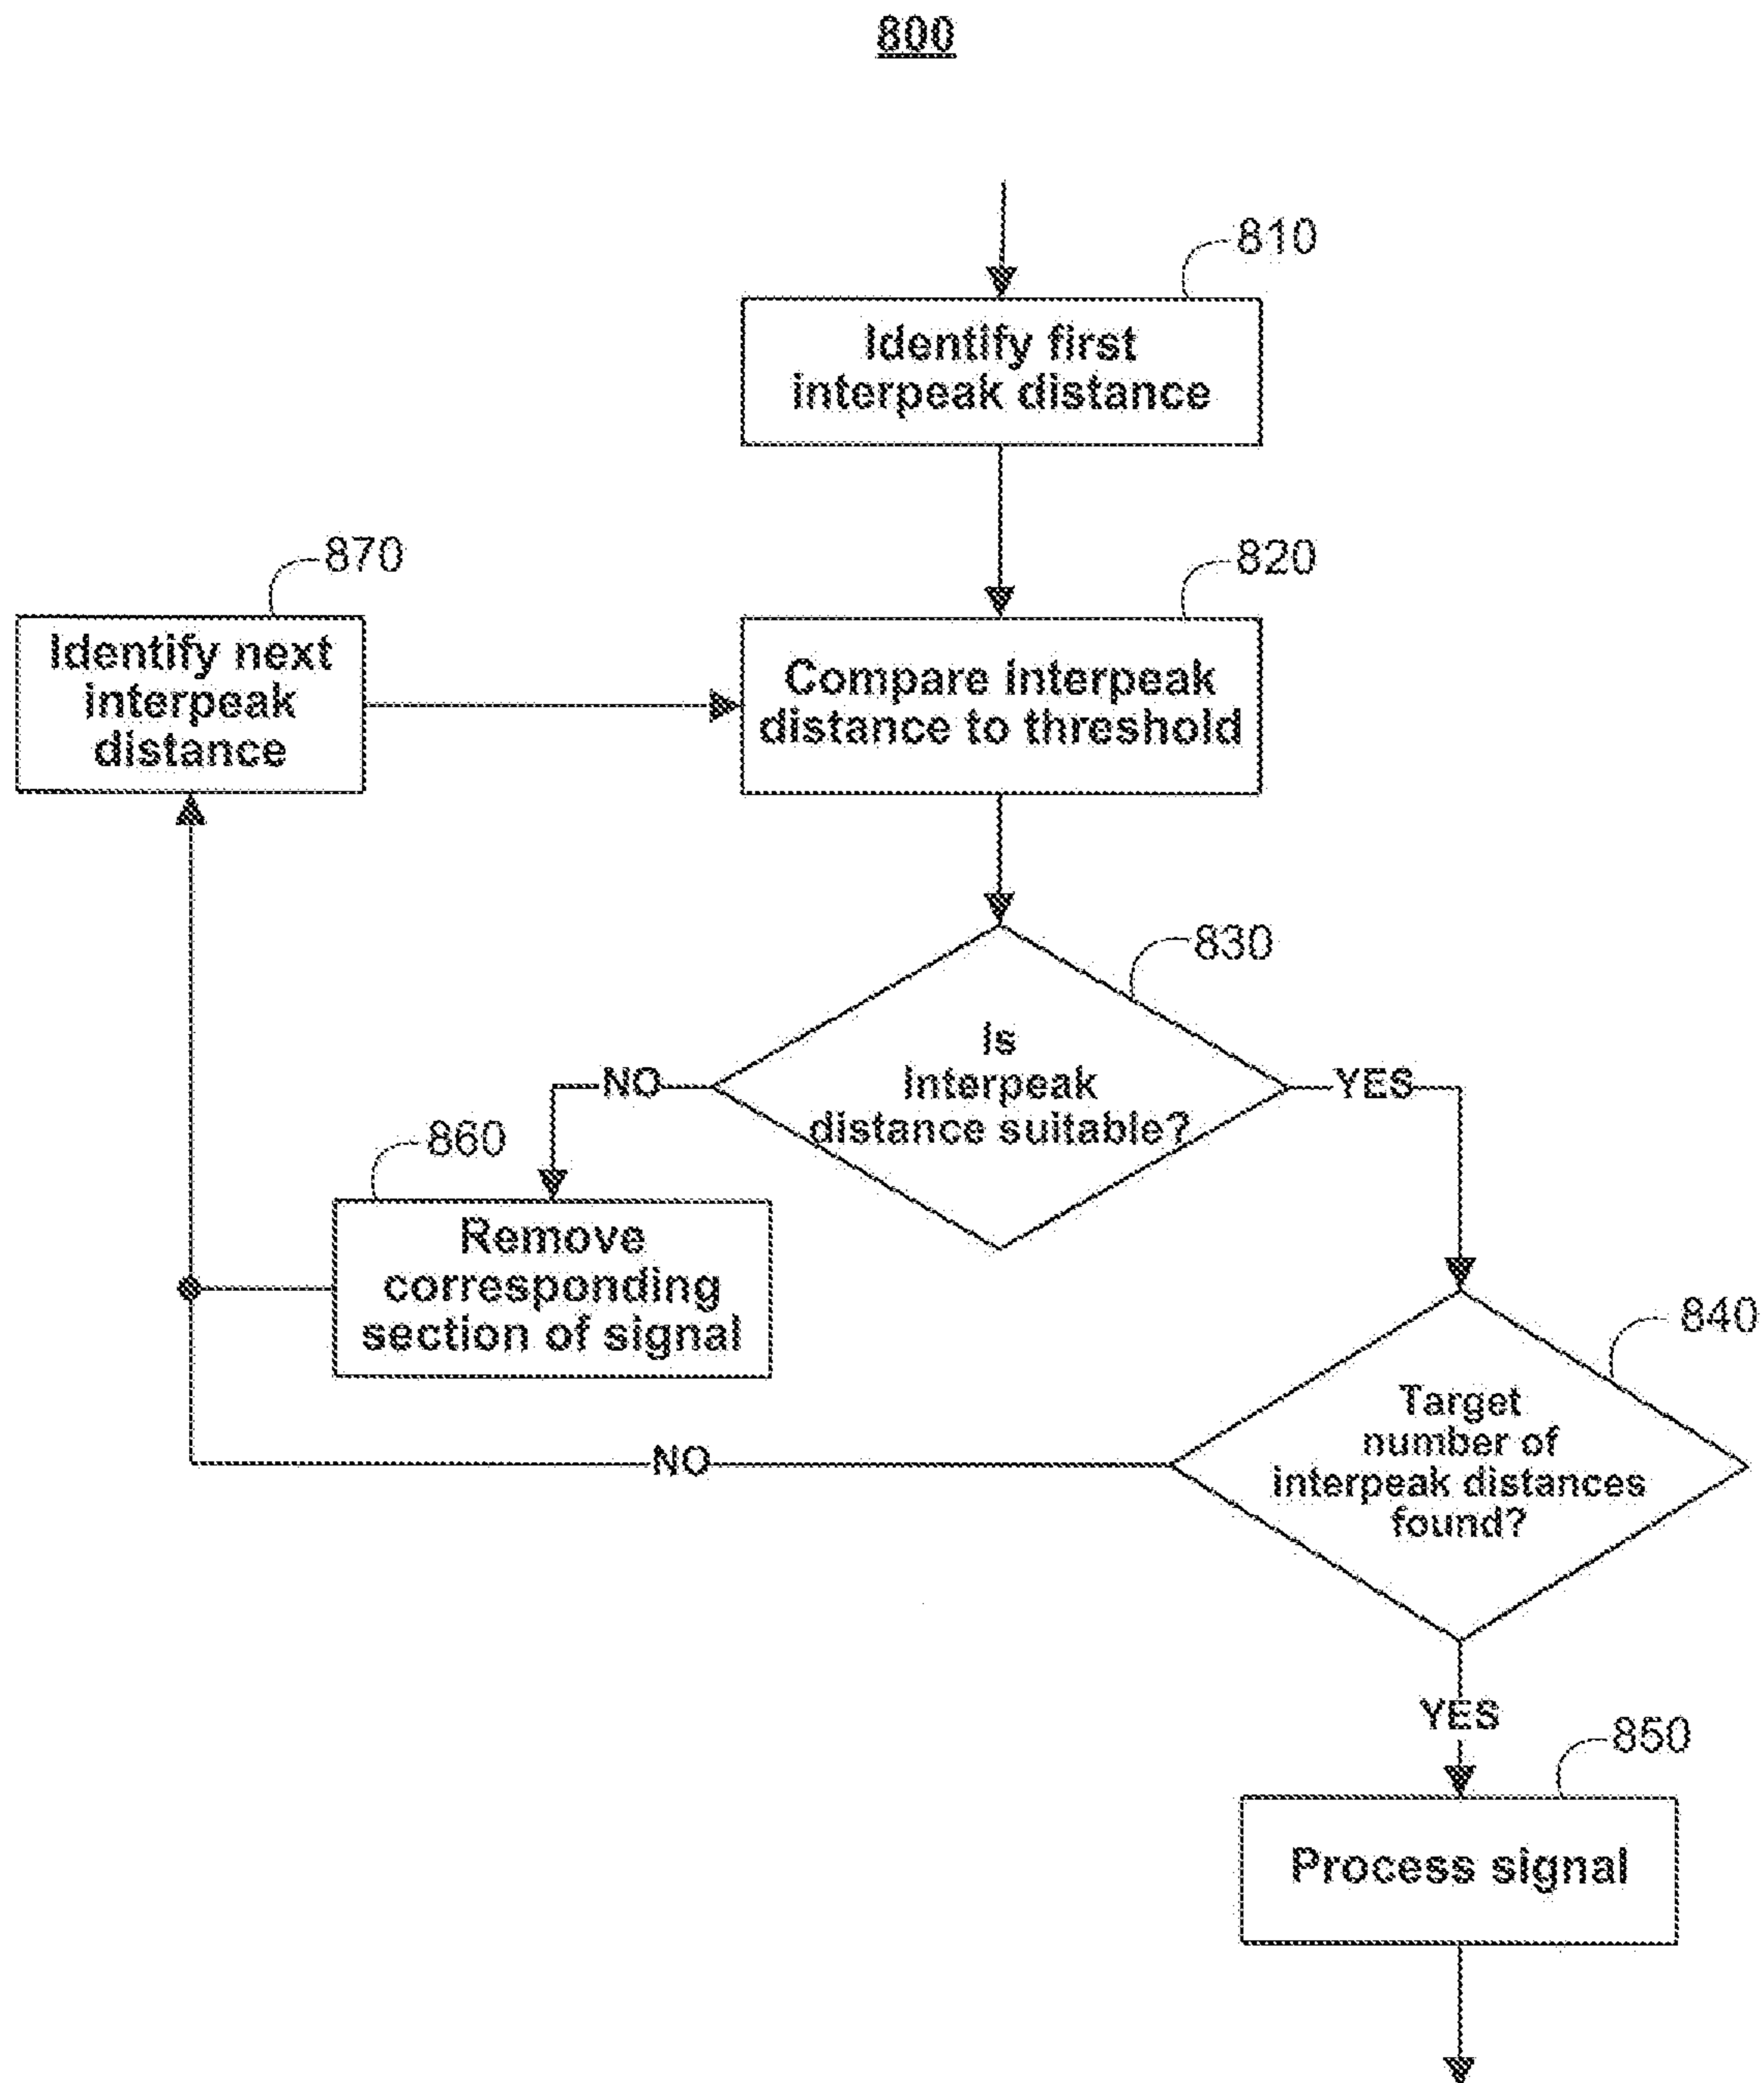 800
810
Identify first
interpeak distance
870
820
Identify next
interpeak
distance
Compare interpeak
distance to threshold
830
Is
Interpeak
distance suitable?
NO
YES
860
Remove
corresponding
section of signal
840
Target
number of
interpeak distances
found?
NO
YES
850
Process signal